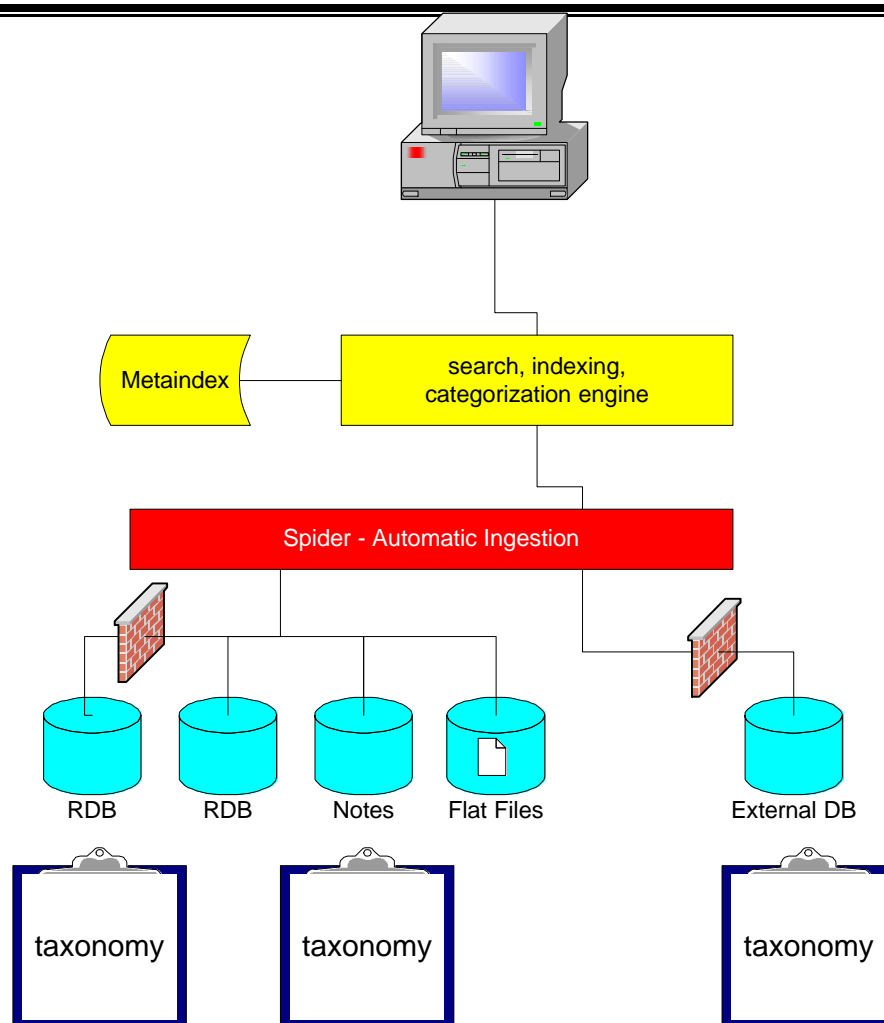 Metaindex
search, indexing,
categorization engine
Spider - Automatic Ingestion
RDB
RDB
Notes
Flat Files
External DB
taxonomy
taxonomy
taxonomy